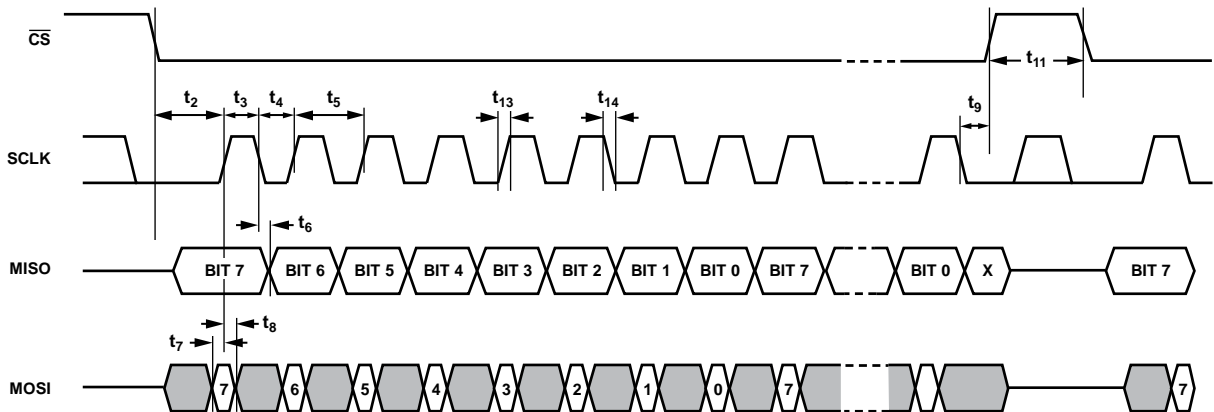 CS
t11
t2 t3 t4 t5 t13 t14 t9
SCLK
t6
MISO BIT 7 BIT 6 BIT 5 BIT 4 BIT 3 BIT 2 BIT 1 BIT 0 BIT 7 BIT 0 X BIT 7
t7 t8
MOSI 7 6 5 4 3 2 1 0 7 7